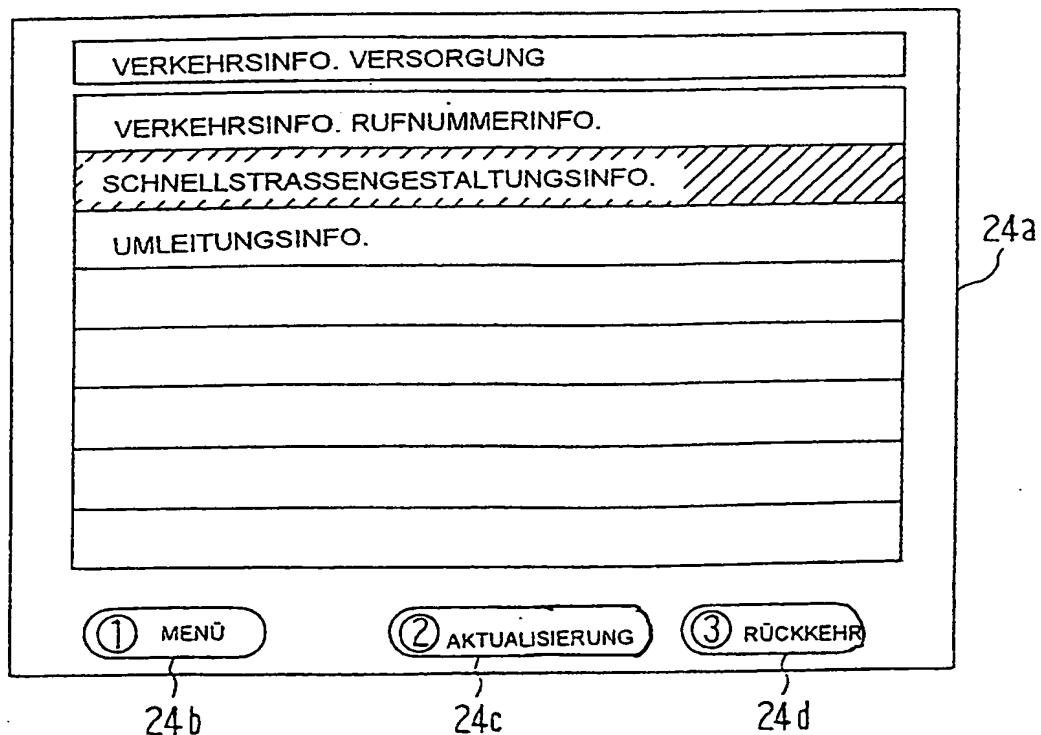 VERKEHRSINFO. VERSORGUNG
VERKEHRSINFO. RUFNUMMERINFO.
SCHNELLSTRASSENGESTALTUNGSINFO.
UMLEITUNGSINFO.
24a
1 MENÜ 2 AKTUALISIERUNG 3 RÜCKKEHR
24b 24c 24d